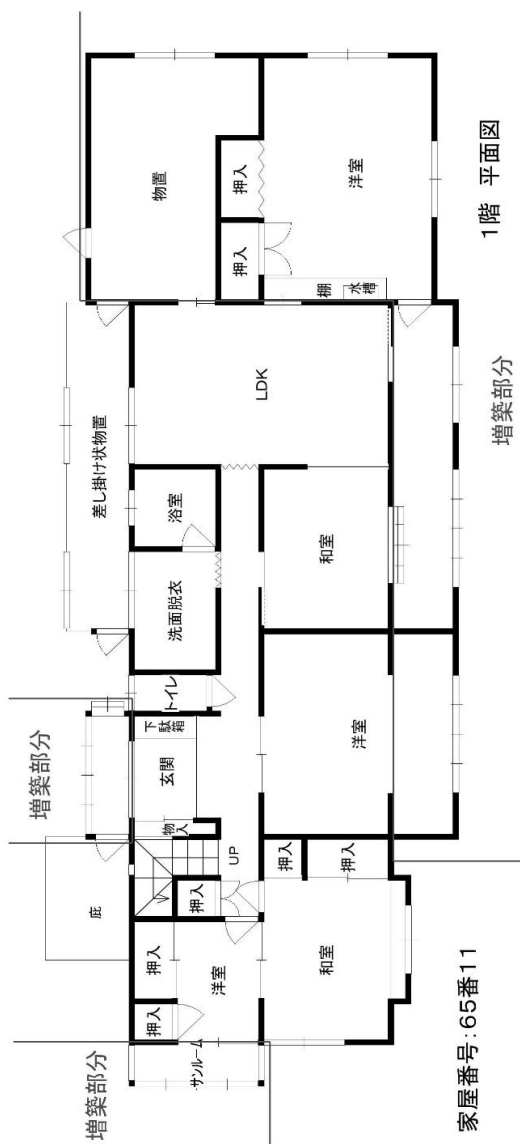 増築部分
増築部分
庇
差し掛け状物置
物置
サンルーム
押入
押入
押入
物入
玄関
下駄箱
トイレ
洗面脱衣
浴室
LDK
押入
押入
洋室
UP
洋室
棚
水槽
和室
押入
押入
洋室
和室
増築部分
家屋番号:65番11
1階 平面図